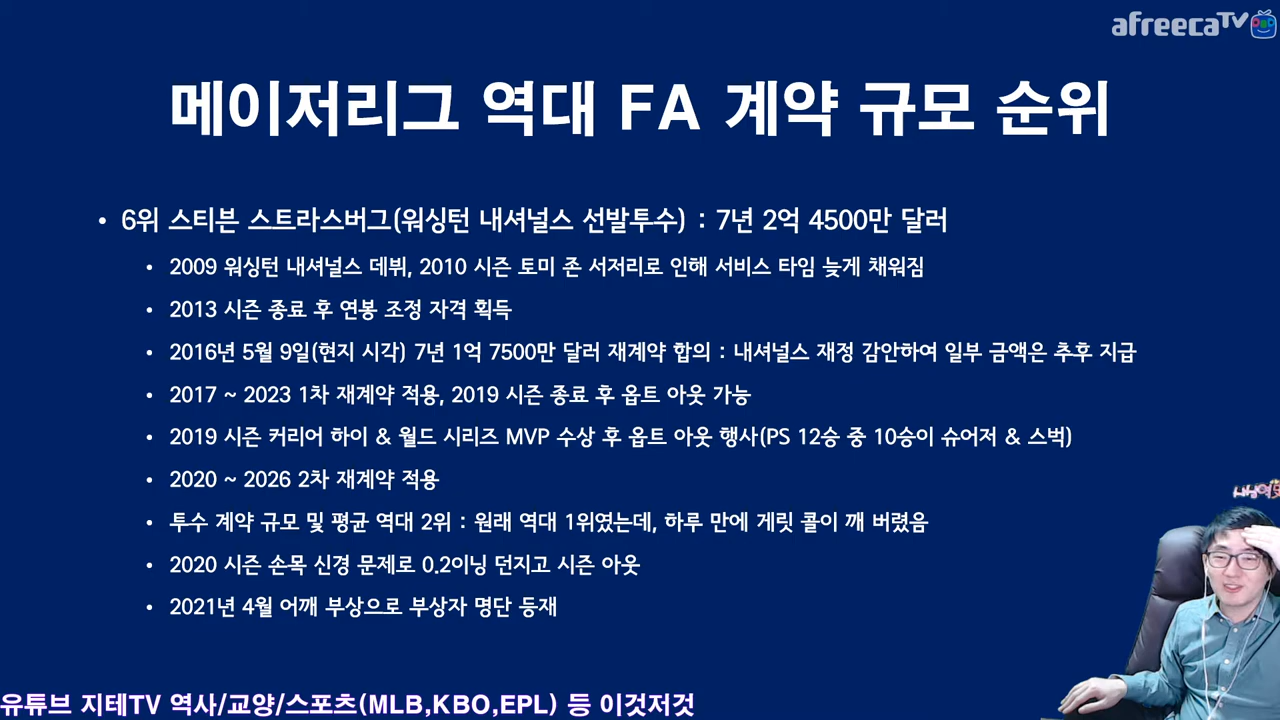 afreecaTV
메이저리그 역대 FA 계약 규모 순위
• 6위 스티븐 스트라스버그(워싱턴 내셔널스 선발투수) : 7년 2억 4500만 달러
• 2009 워싱턴 내셔널스 데뷔, 2010 시즌 토미 존 서저리로 인해 서비스 타임 늦게 채워짐
• 2013 시즌 종료 후 연봉 조정 자격 획득
• 2016년 5월 9일(현지 시각) 7년 1억 7500만 달러 재계약 합의 : 내셔널스 재정 감안하여 일부 금액은 추후 지급
• 2017 ~ 2023 1차 재계약 적용, 2019 시즌 종료 후 옵트 아웃 가능
• 2019 시즌 커리어 하이 & 월드 시리즈 MVP 수상 후 옵트 아웃 행사(PS 12승 중 10승이 슈어저 & 스벅)
• 2020 ~ 2026 2차 재계약 적용
• 투수 계약 규모 및 평균 역대 2위 : 원래 역대 1위였는데, 하루 만에 게릿 콜이 깨 버렸음
• 2020 시즌 손목 신경 문제로 0.2이닝 던지고 시즌 아웃
• 2021년 4월 어깨 부상으로 부상자 명단 등재
유튜브 지테TV 역사/교양/스포츠(MLB,KBO,EPL) 등 이것저것